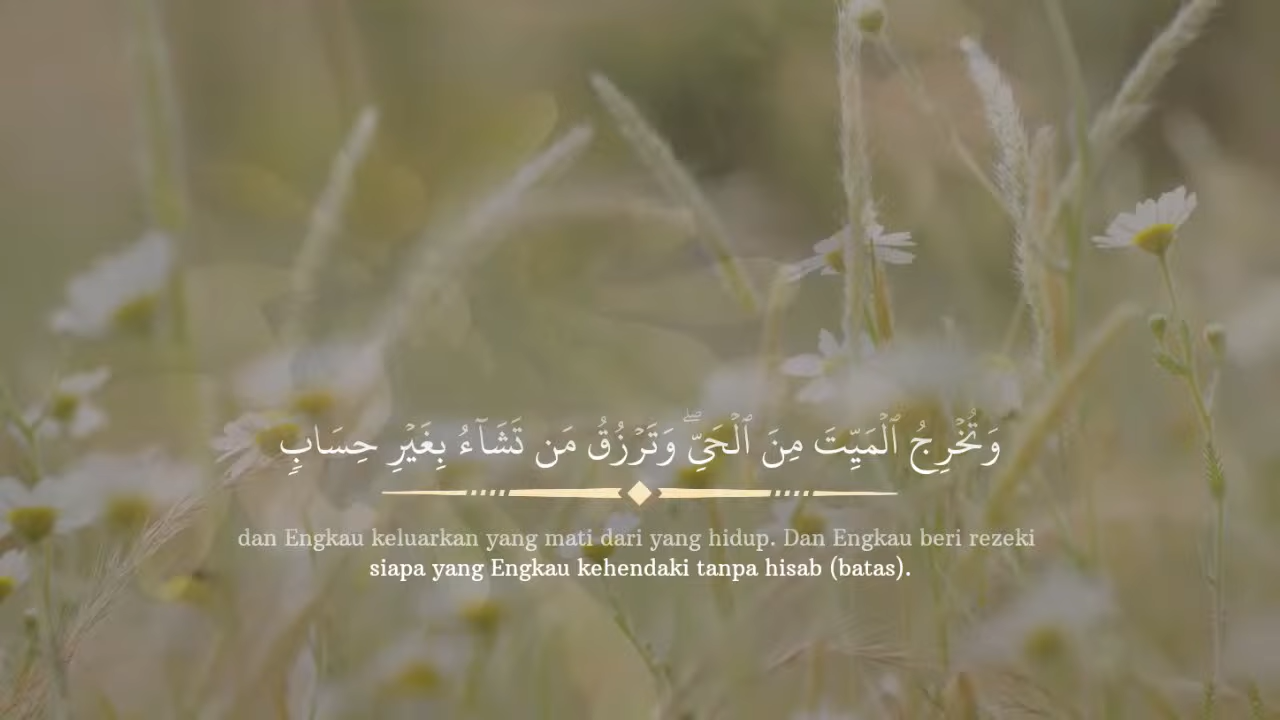 وَتُخْرِجُ ٱلْمَيِّتَ مِنَ ٱلْحَيِّ ۖ وَتَرْزُقُ مَن تَشَآءُ بِغَيْرِ حِسَابٍ
dan Engkau keluarkan yang mati dari yang hidup. Dan Engkau beri rezeki
siapa yang Engkau kehendaki tanpa hisab (batas).